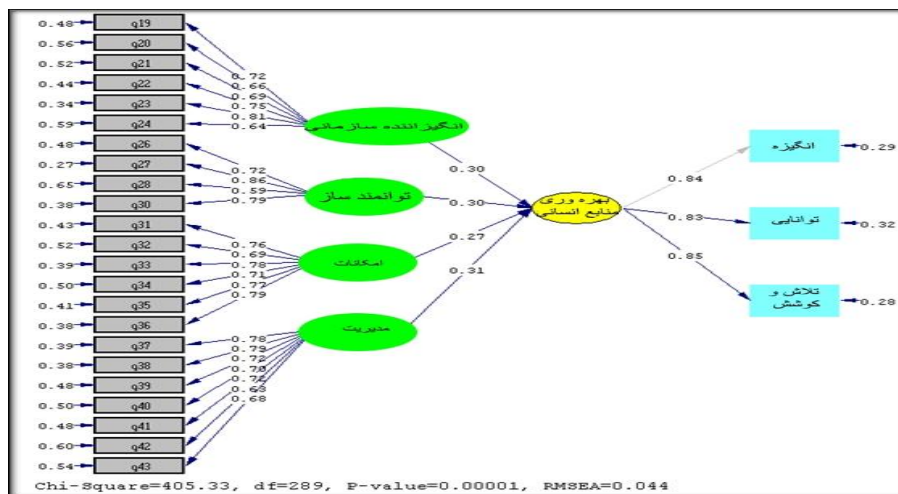 0.48 q19
0.56 q20
0.52 q21
0.44 q22
0.34 q23
0.59 q24
0.48 q26
0.27 q27
0.65 q28
0.38 q30
0.43 q31
0.52 q32
0.39 q33
0.50 q34
0.41 q35
0.38 q36
0.39 q37
0.38 q38
0.48 q39
0.50 q40
0.48 q41
0.60 q42
0.54 q43
0.72
0.66
0.69
0.75
0.81
0.64
0.72
0.86
0.59
0.79
0.76
0.69
0.78
0.71
0.77
0.79
0.78
0.79
0.72
0.70
0.72
0.63
0.68
انگیزاننده سازمانی
توانمند ساز
امکانات
مدیریت
0.30
0.30
0.27
0.31
بهره وری
منابع انسانی
0.84
0.83
0.85
انگیزه
0.29
توانایی
0.32
تلاش و
کوشش
0.28
Chi-Square=405.33, df=289, P-value=0.00001, RMSEA=0.044